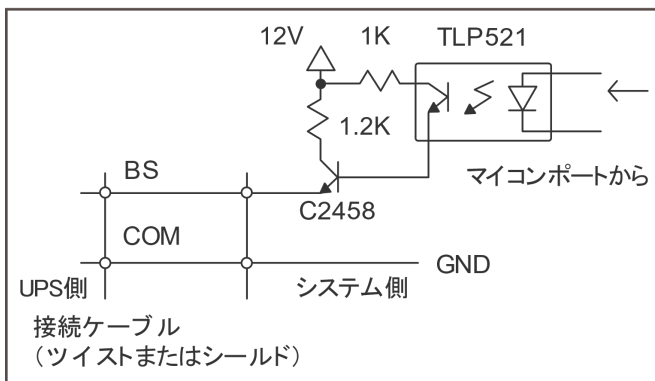 12V 1K TLP521
1.2K
BS
マイコンポートから
C2458
COM
GND
UPS側 システム側
接続ケーブル
（ツイストまたはシールド）